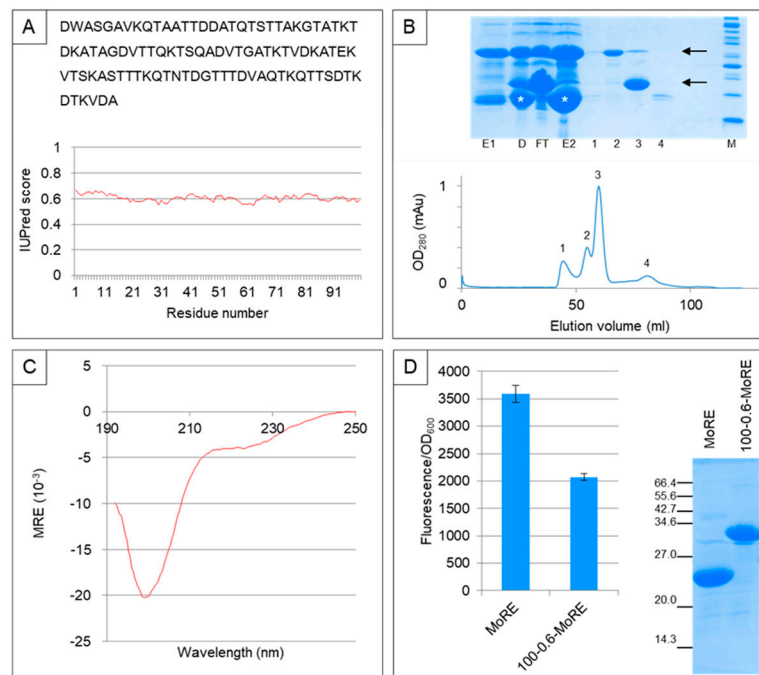 A
DWASGAVKQTAATTDDATQTSTTAKGTATKT
DKATAGDVTTQKTSQADVTGATKTVDKATEK
VTSKASTTTKQTNTDGTTTDVAQTKQTTSDTK
DTKVDA
IUPred score
1
0.8
0.6
0.4
0.2
0
1 11 21 31 41 51 61 71 81 91
Residue number
B
* *
E1 D FT E2 1 2 3 4 M
OD280 (mAu)
1
0
1 2 3 4
0 50 100
Elution volume (ml)
C
MRE (10-3)
5
0
-5
-10
-15
-20
-25
190 210 230 250
Wavelength (nm)
D
Fluorescence/OD600
4000
3500
3000
2500
2000
1500
1000
500
0
MoRE
100-0.6-MoRE
MoRE
100-0.6-MoRE
66.4
55.6
42.7
34.6
27.0
20.0
14.3